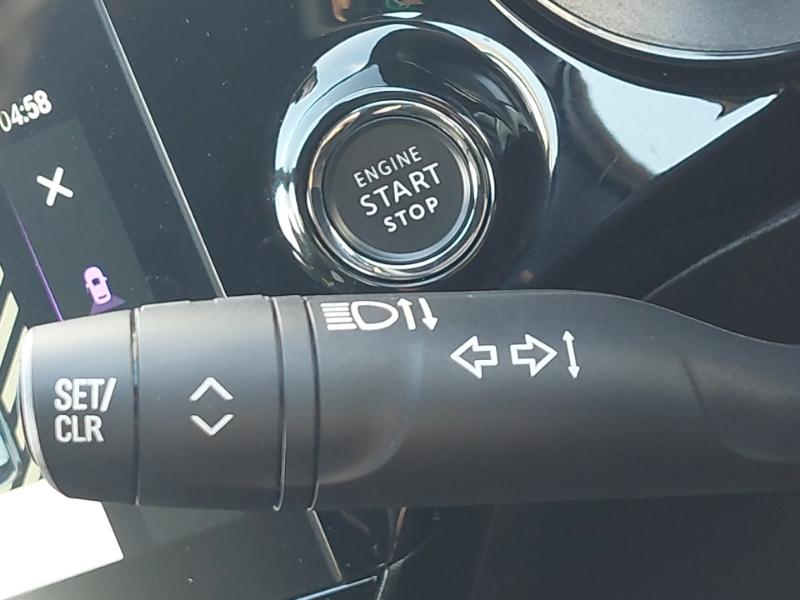 04:58
ENGINE
START
STOP
SET/
CLR